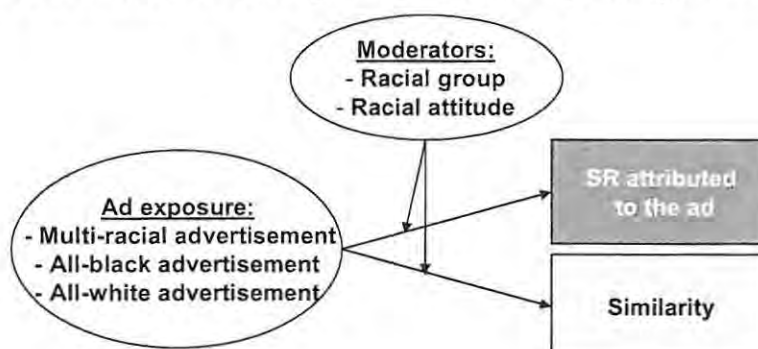 Moderators:
- Racial group
- Racial attitude
Ad exposure:
- Multi-racial advertisement
- All-black advertisement
- All-white advertisement
SR attributed
to the ad
Similarity